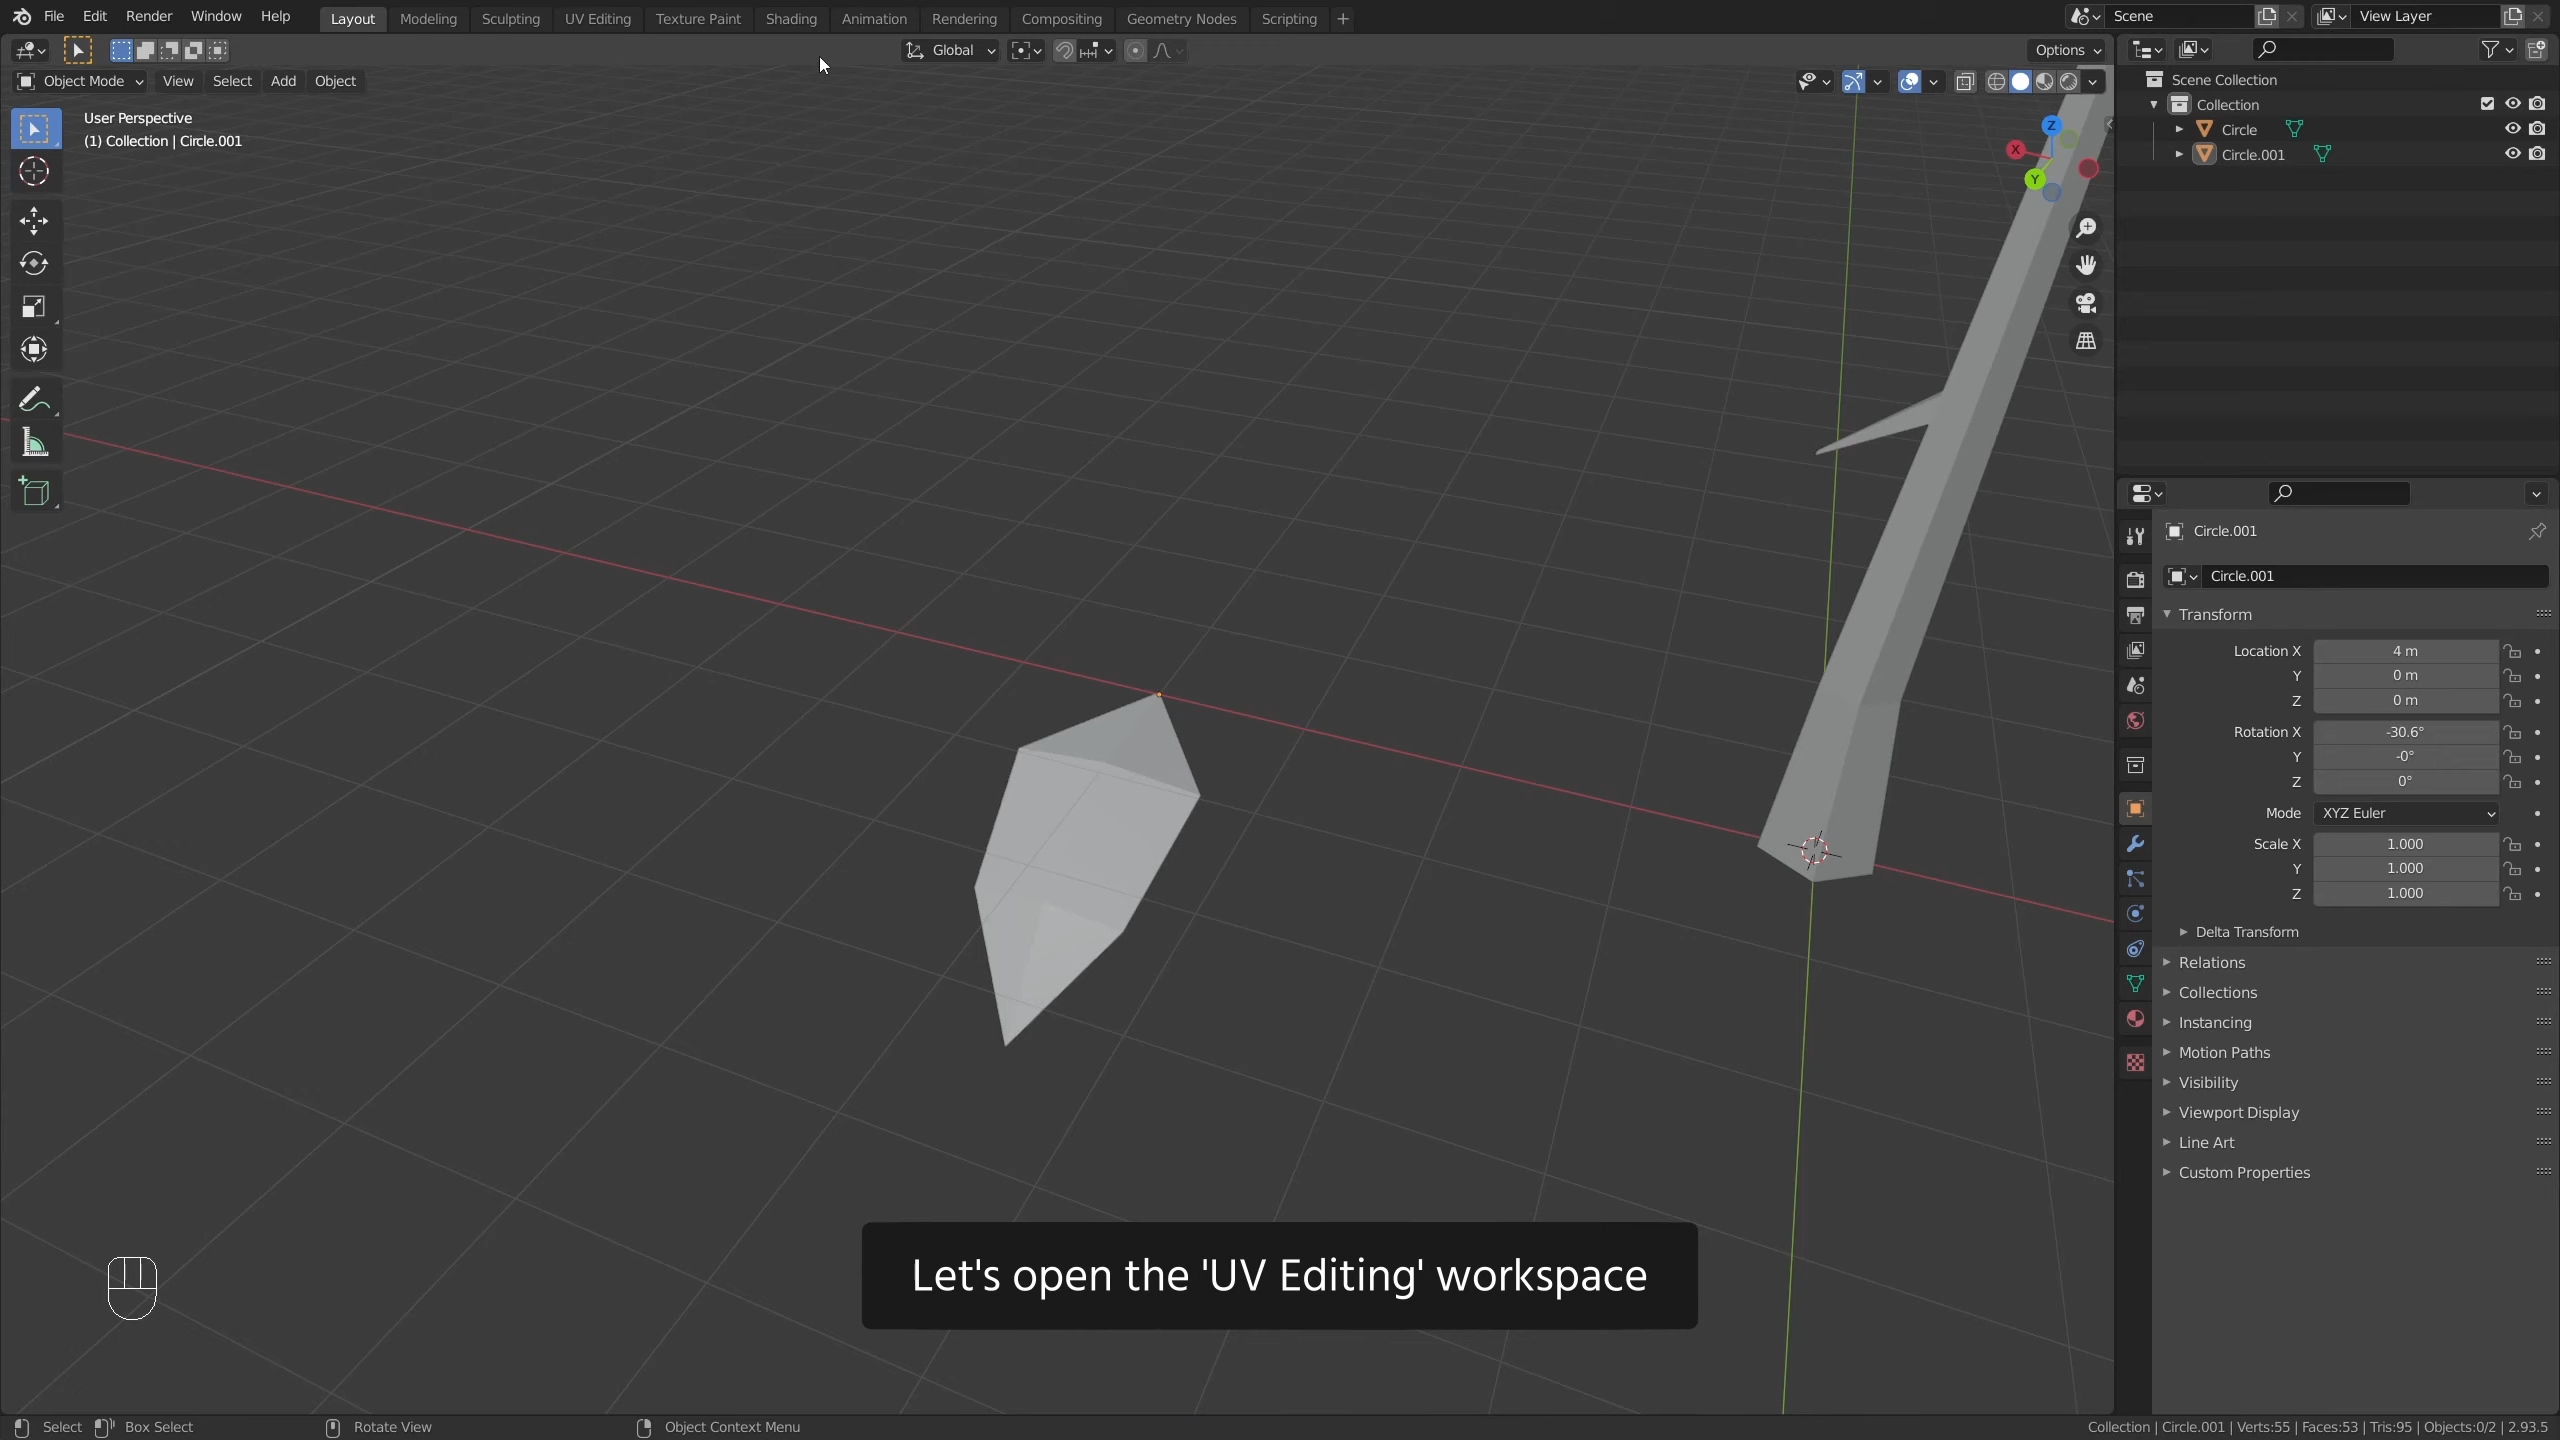 File Edit Render Window Help Layout Modeling Sculpting UV Editing Texture Paint Shading Animation Rendering Compositing Geometry Nodes Scripting + Scene View Layer
Global Options
Object Mode View Select Add Object
User Perspective
(1) Collection | Circle.001
Z
X
Y
Scene Collection
Collection
Circle
Circle.001
Circle.001
Circle.001
Transform
Location X 4 m
Y 0 m
Z 0 m
Rotation X -30.6°
Y -0°
Z 0°
Mode XYZ Euler
Scale X 1.000
Y 1.000
Z 1.000
Delta Transform
Relations
Collections
Instancing
Motion Paths
Visibility
Viewport Display
Line Art
Custom Properties
Let's open the 'UV Editing' workspace
Select Box Select Rotate View Object Context Menu Collection | Circle.001 | Verts:55 | Faces:53 | Tris:95 | Objects:0/2 | 2.93.5